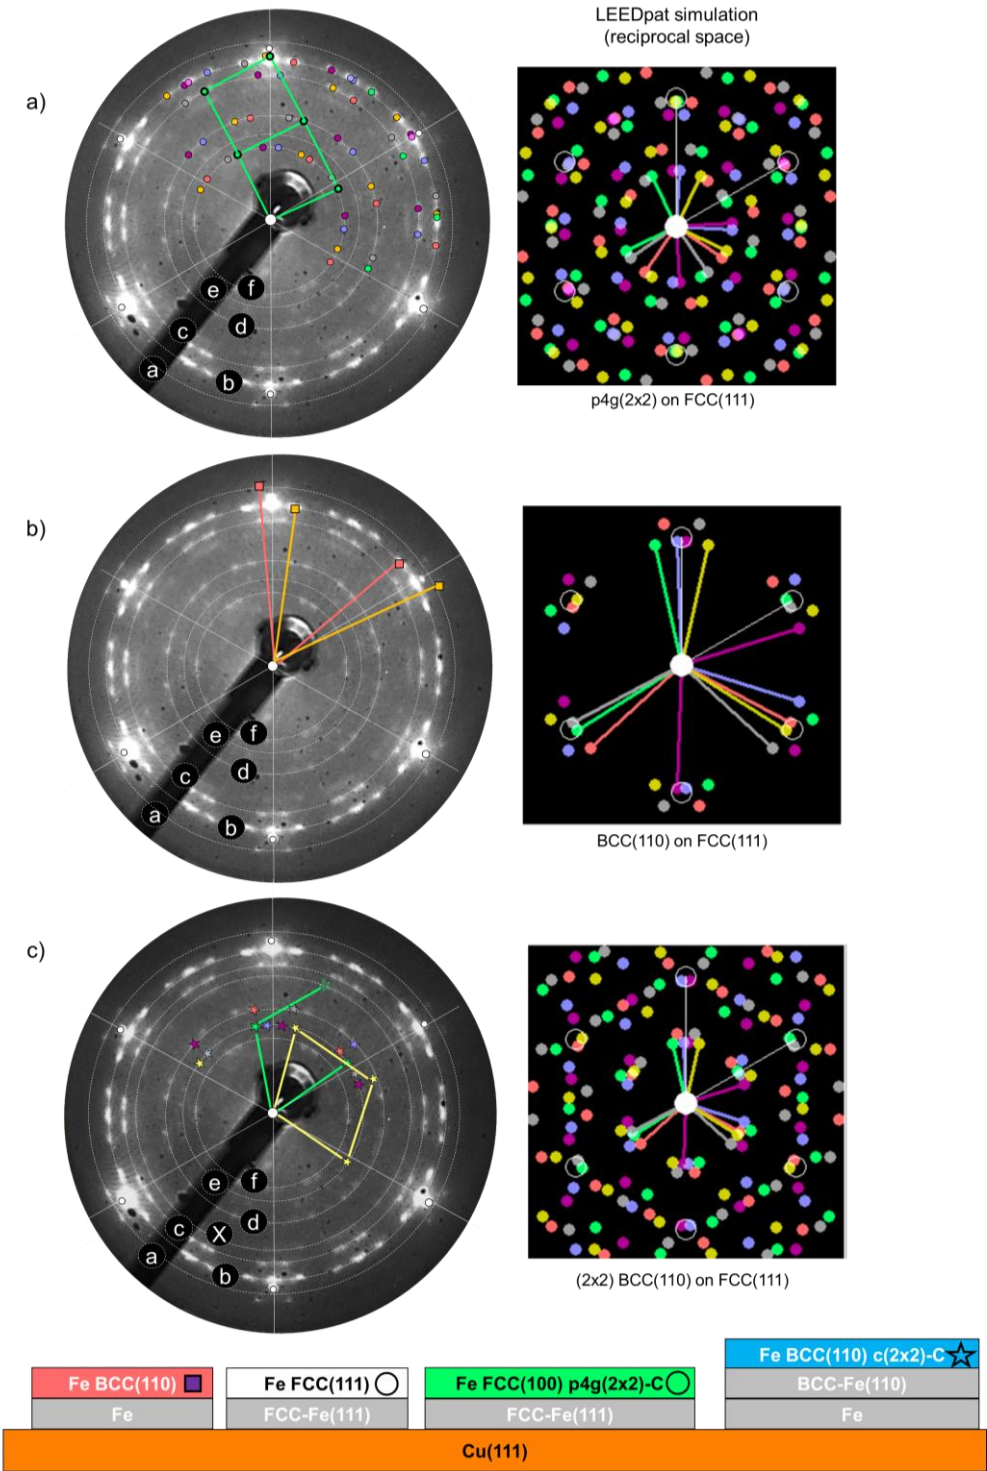 LEEDpat simulation
(reciprocal space)
a)
e
f
c
d
a
b
p4g(2x2) on FCC(111)
b)
e
f
c
d
a
b
BCC(110) on FCC(111)
c)
e
f
c
X
d
a
b
(2x2) BCC(110) on FCC(111)
Fe BCC(110) c(2x2)-C
Fe BCC(110)
Fe FCC(111)
Fe FCC(100) p4g(2x2)-C
BCC-Fe(110)
Fe
FCC-Fe(111)
FCC-Fe(111)
Fe
Cu(111)